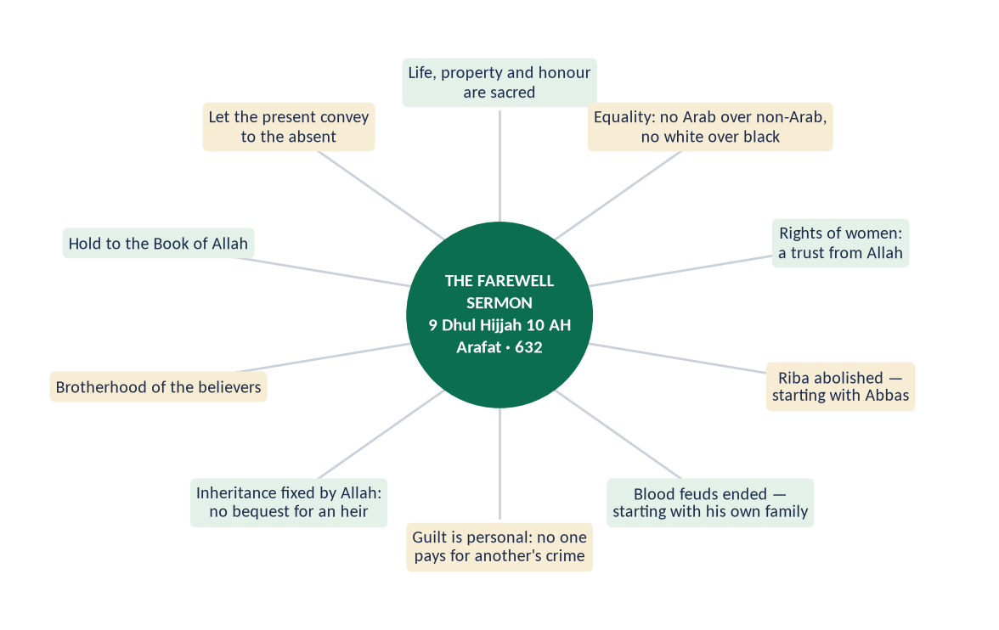 Life, property and honour
are sacred
Let the present convey
to the absent
Equality: no Arab over non-Arab,
no white over black
Hold to the Book of Allah
Rights of women:
a trust from Allah
THE FAREWELL
SERMON
9 Dhul Hijjah 10 AH
Arafat · 632
Brotherhood of the believers
Riba abolished —
starting with Abbas
Inheritance fixed by Allah:
no bequest for an heir
Blood feuds ended —
starting with his own family
Guilt is personal: no one
pays for another's crime